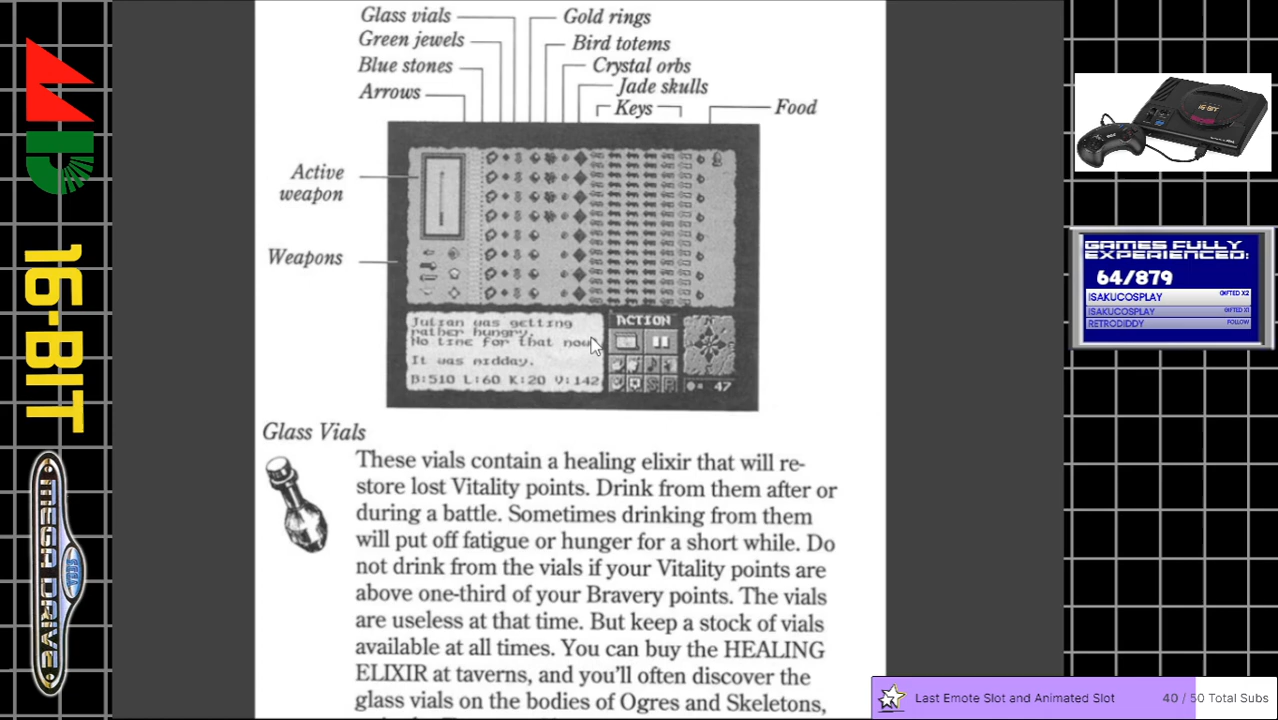 Glass vials
Gold rings
Green jewels
Bird totems
Blue stones
Crystal orbs
Arrows
Jade skulls
Keys
Food
Active
weapon
Weapons
Julian was getting
rather hungry.
No time for that now
It was midday.
B:510 L:60 K:20 V:142
ACTION
47
Glass Vials
These vials contain a healing elixir that will re-
store lost Vitality points. Drink from them after or
during a battle. Sometimes drinking from them
will put off fatigue or hunger for a short while. Do
not drink from the vials if your Vitality points are
above one-third of your Bravery points. The vials
are useless at that time. But keep a stock of vials
available at all times. You can buy the HEALING
ELIXIR at taverns, and you'll often discover the
glass vials on the bodies of Ogres and Skeletons,
16-BIT
MEGA DRIVE
SEGA
16-BIT
GAMES FULLY
EXPERIENCED:
64/879
ISAKUCOSPLAY GIFTED X2
ISAKUCOSPLAY GIFTED X1
RETRODIDDY FOLLOW
Last Emote Slot and Animated Slot 40 / 50 Total Subs